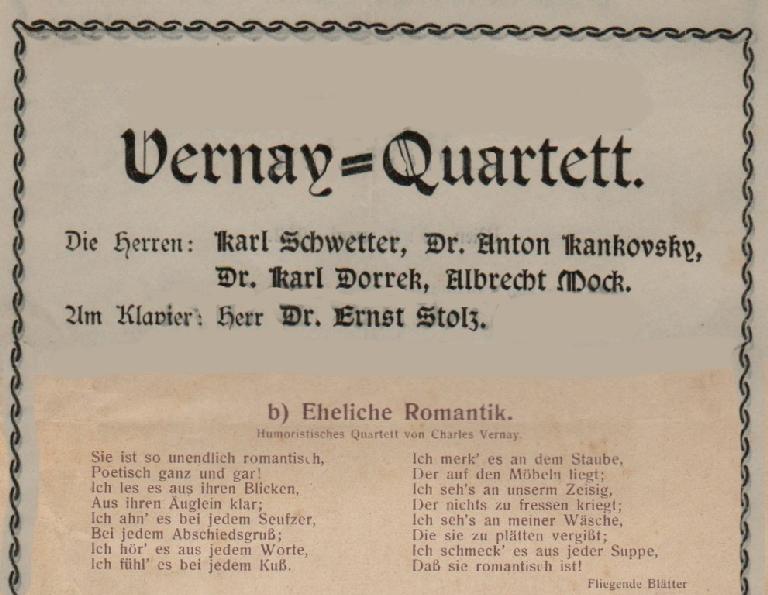 Vernay=Quartett.
Die Herren: Karl Schwetter, Dr. Anton Kankovsky,
Dr. Karl Dorrek, Albrecht Mock.
Am Klavier: Herr Dr. Ernst Stolz.
b) Eheliche Romantik.
Humoristisches Quartett von Charles Vernay.
Sie ist so unendlich romantisch,
Poetisch ganz und gar!
Ich les es aus ihren Blicken,
Aus ihren Äuglein klar;
Ich ahn' es bei jedem Seufzer,
Bei jedem Abschiedsgruß;
Ich hör' es aus jedem Worte,
Ich fühl' es bei jedem Kuß.
Ich merk' es an dem Staube,
Der auf den Möbeln liegt;
Ich seh's an unserm Zeisig,
Der nichts zu fressen kriegt;
Ich seh's an meiner Wäsche,
Die sie zu plätten vergißt;
Ich schmeck' es aus jeder Suppe,
Daß sie romantisch ist!
Fliegende Blätter